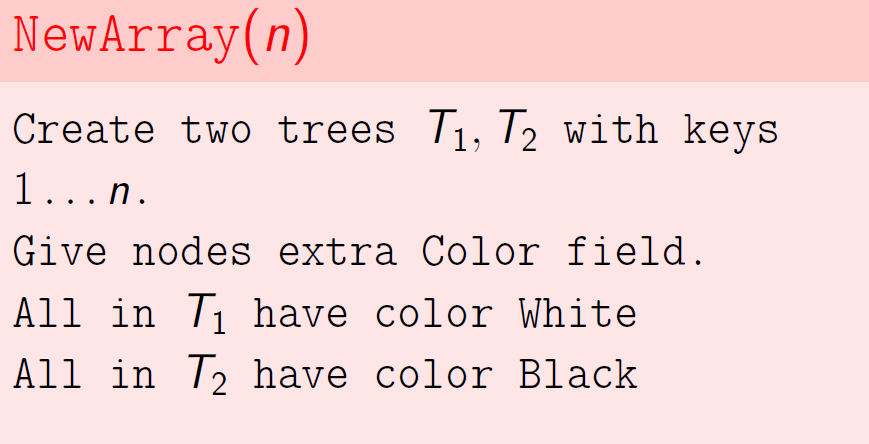 NewArray(n)
Create two trees T₁, T₂ with keys
1...n.
Give nodes extra Color field.
All in T₁ have color White
All in T₂ have color Black